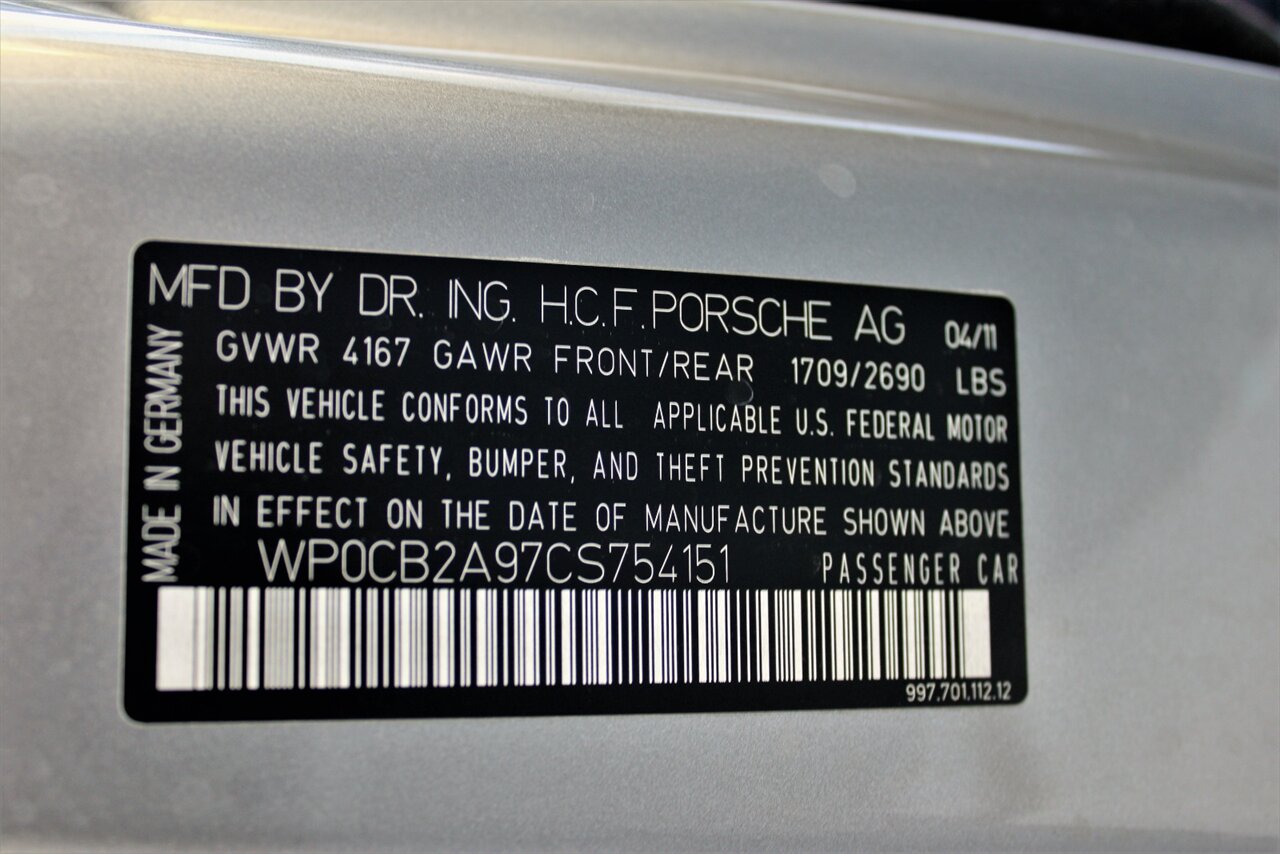 MFD BY DR. ING. H.C.F. PORSCHE AG 04/11
GVWR 4167 GAWR FRONT/REAR 1709/2690 LBS
THIS VEHICLE CONFORMS TO ALL APPLICABLE U.S. FEDERAL MOTOR
VEHICLE SAFETY, BUMPER, AND THEFT PREVENTION STANDARDS
IN EFFECT ON THE DATE OF MANUFACTURE SHOWN ABOVE
WP0CB2A97CS754151 PASSENGER CAR
997.701.112.12
MADE IN GERMANY